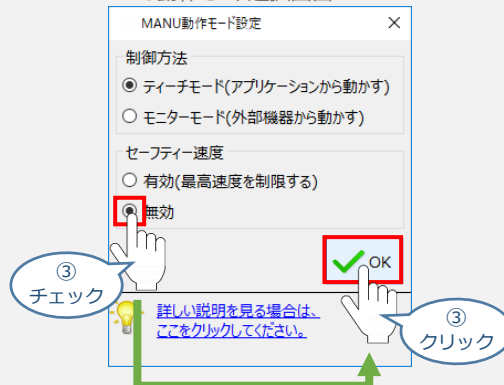 MANU動作モード設定
制御方法
ティーチモード(アプリケーションから動かす)
モニターモード(外部機器から動かす)
セーフティー速度
有効(最高速度を制限する)
無効
OK
③
チェック
詳しい説明を見る場合は、
ここをクリックしてください。
③
クリック